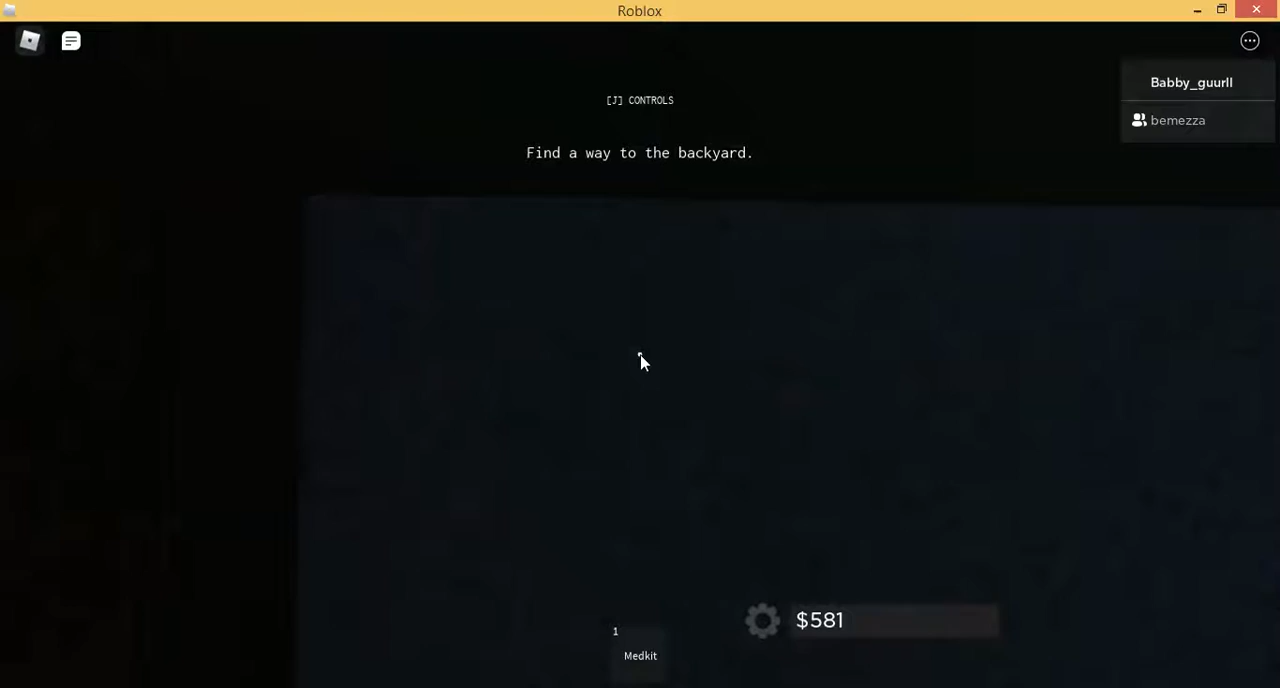 Roblox
Babby_guurll
[J] CONTROLS
bemezza
Find a way to the backyard.
$581
1
Medkit